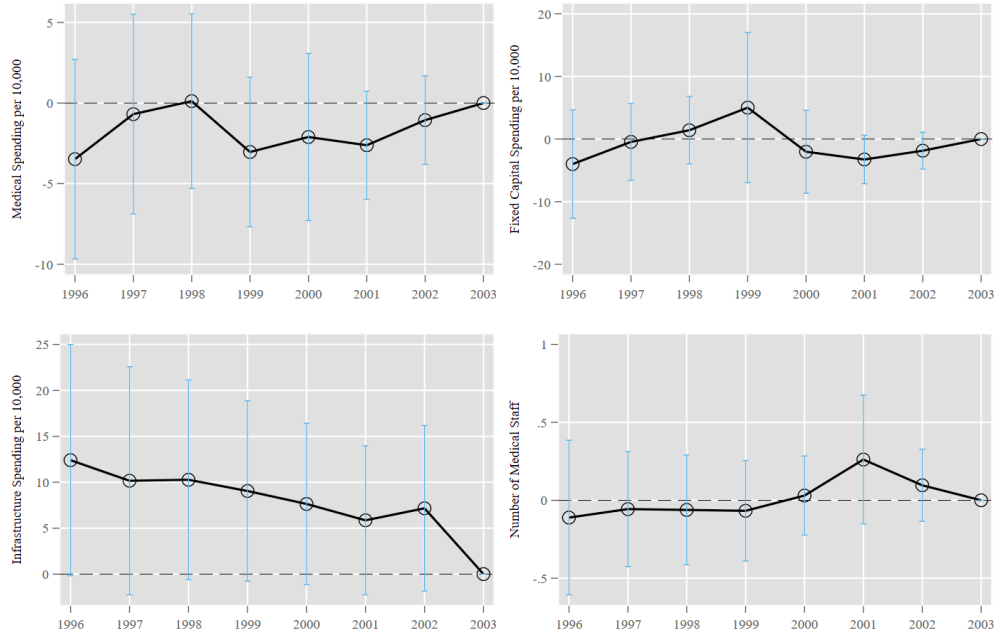 Medical Spending per 10,000
5
0
-5
-10
1996 1997 1998 1999 2000 2001 2002 2003
Fixed Capital Spending per 10,000
20
10
0
-10
-20
1996 1997 1998 1999 2000 2001 2002 2003
Infrastructure Spending per 10,000
25
20
15
10
5
0
1996 1997 1998 1999 2000 2001 2002 2003
Number of Medical Staff
1
.5
0
-.5
1996 1997 1998 1999 2000 2001 2002 2003